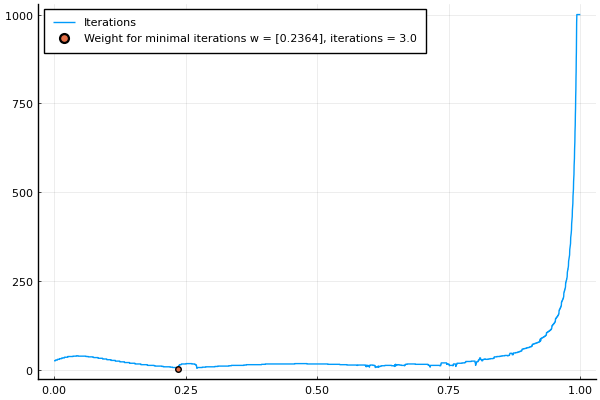 Iterations
Weight for minimal iterations w = [0.2364], iterations = 3.0
1000
750
500
250
0
0.00 0.25 0.50 0.75 1.00